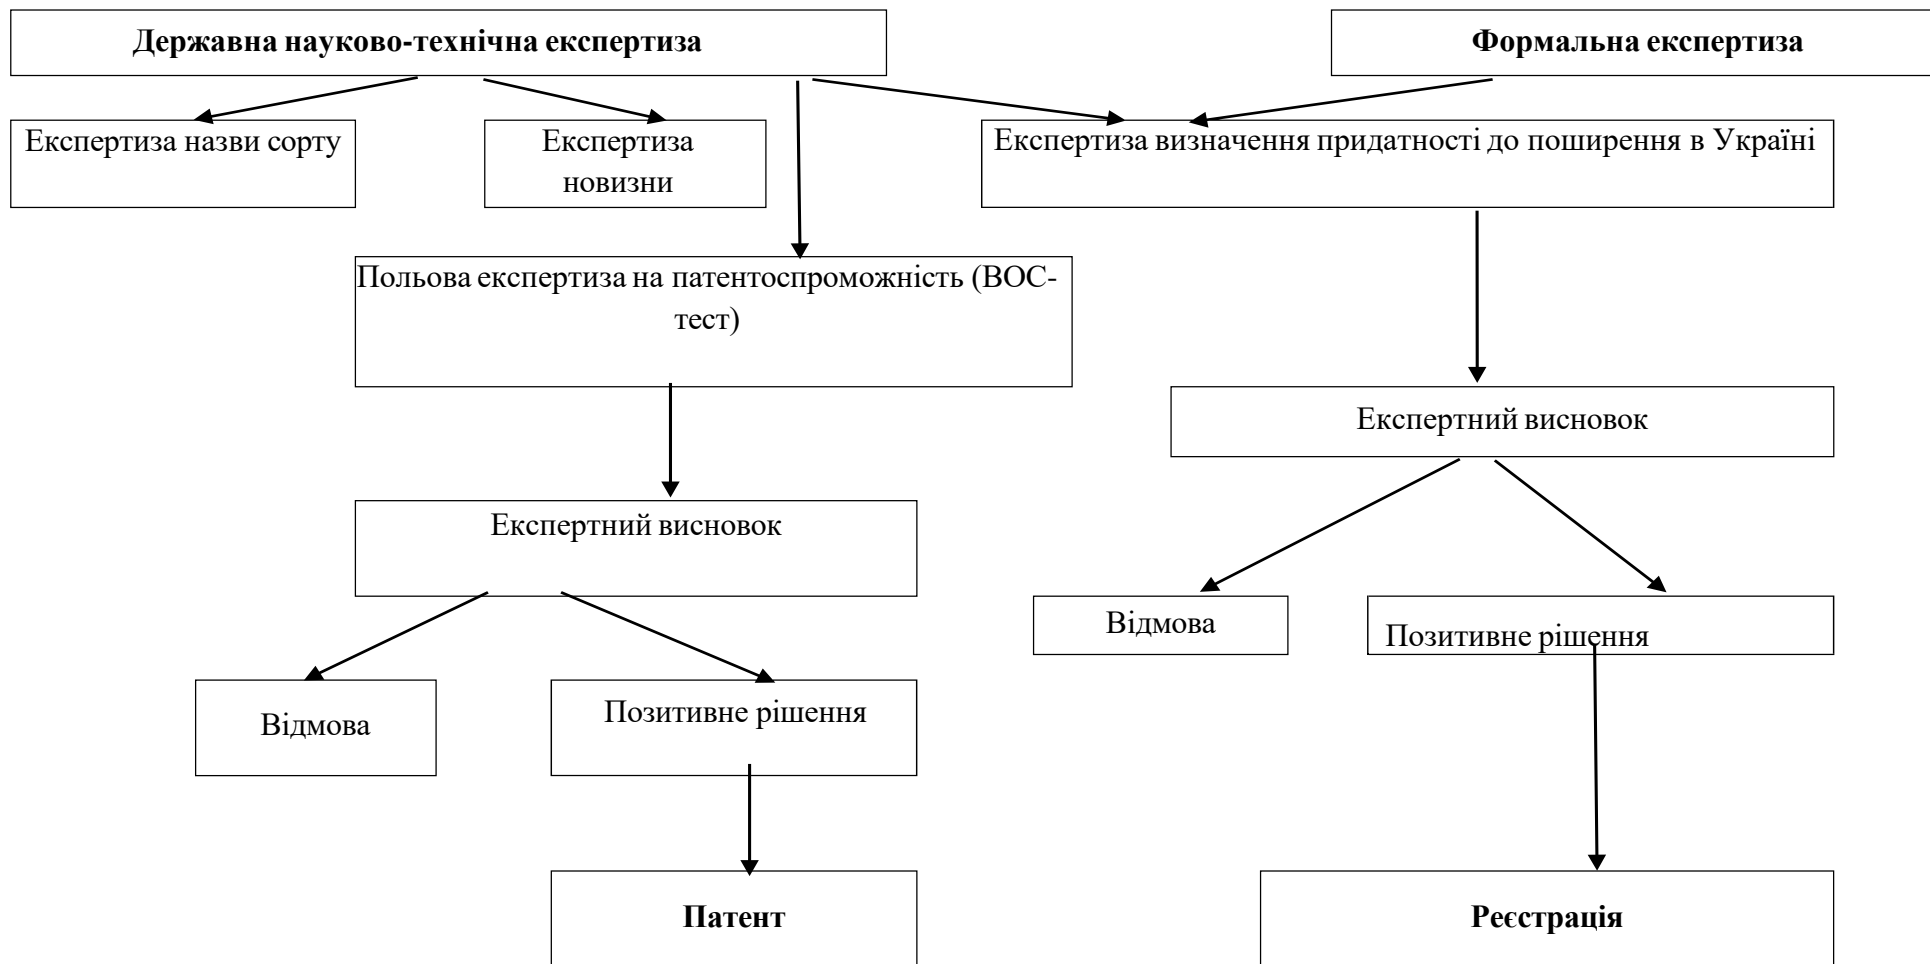 Державна науково-технічна експертиза
Формальна експертиза
Експертиза назви сорту
Експертиза
новизни
Експертиза визначення придатності до поширення в Україні
Польова експертиза на патентоспроможність (ВОС-
тест)
Експертний висновок
Експертний висновок
Відмова
Позитивне рішення
Відмова
Позитивне рішення
Патент
Реєстрація